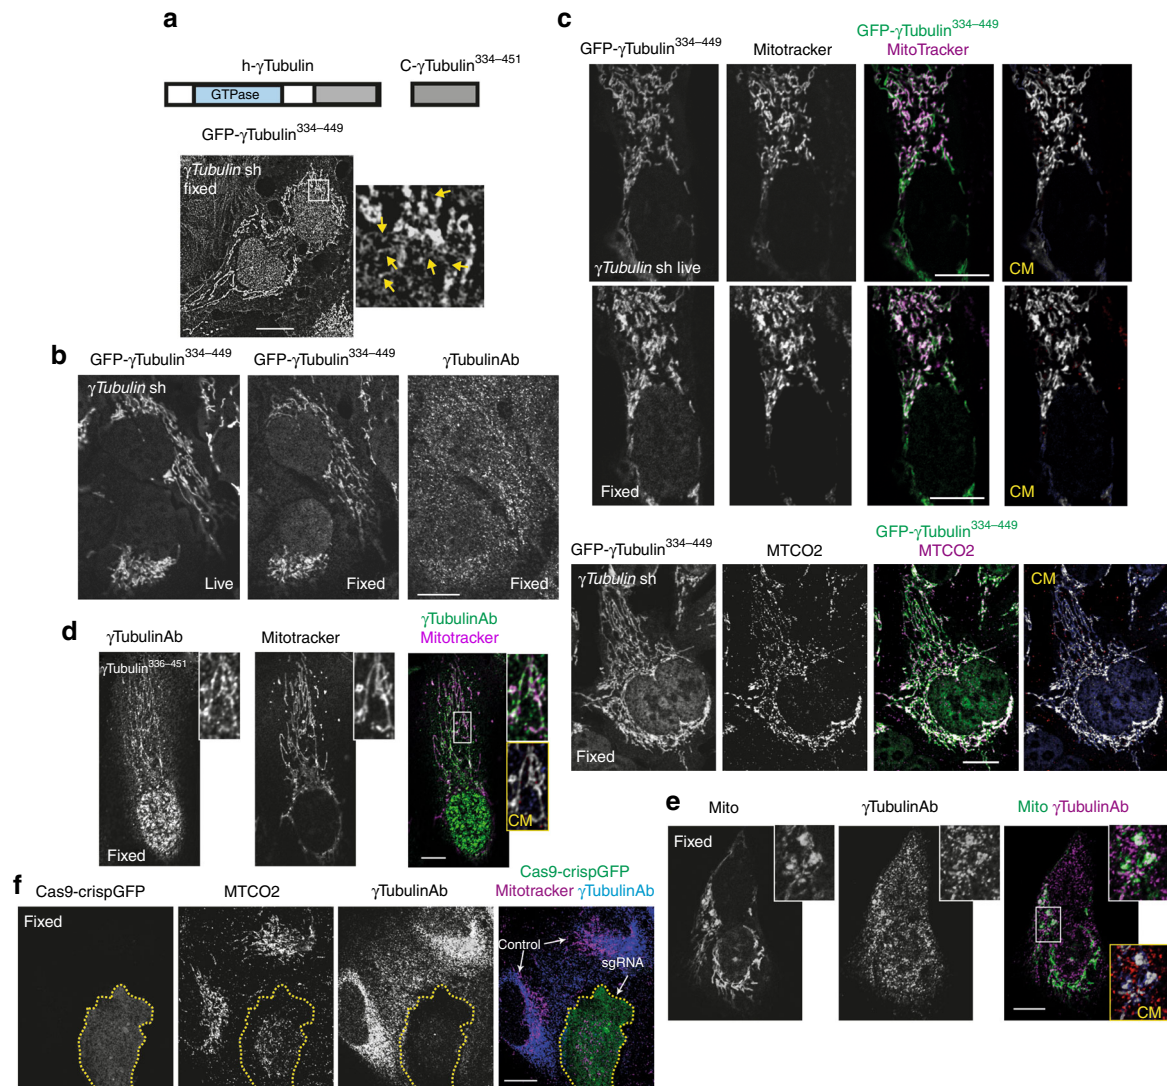 a
h-γTubulin
C-γTubulin334–451
GTPase
GFP-γTubulin334–449
γTubulin sh
fixed
b
GFP-γTubulin334–449
GFP-γTubulin334–449
γTubulinAb
γTubulin sh
Live
Fixed
Fixed
c
GFP-γTubulin334–449
Mitotracker
GFP-γTubulin334–449
MitoTracker
γTubulin sh live
CM
Fixed
CM
GFP-γTubulin334–449
MTCO2
GFP-γTubulin334–449
MTCO2
γTubulin sh
CM
Fixed
d
γTubulinAb
Mitotracker
γTubulinAb
Mitotracker
γTubulin336–451
CM
Fixed
e
Mito
γTubulinAb
Mito γTubulinAb
Fixed
CM
f
Cas9-crispGFP
MTCO2
γTubulinAb
Cas9-crispGFP
Mitotracker γTubulinAb
Fixed
Control
sgRNA